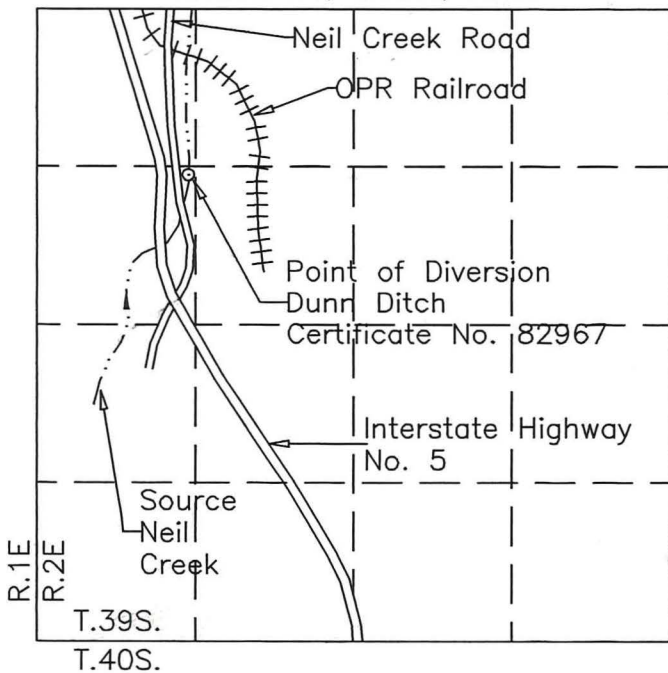 Neil Creek Road
OPR Railroad
Point of Diversion
Dunn Ditch
Certificate No. 82967
Interstate Highway
No. 5
Source
Neil
Creek
R.1E
R.2E
T.39S.
T.40S.